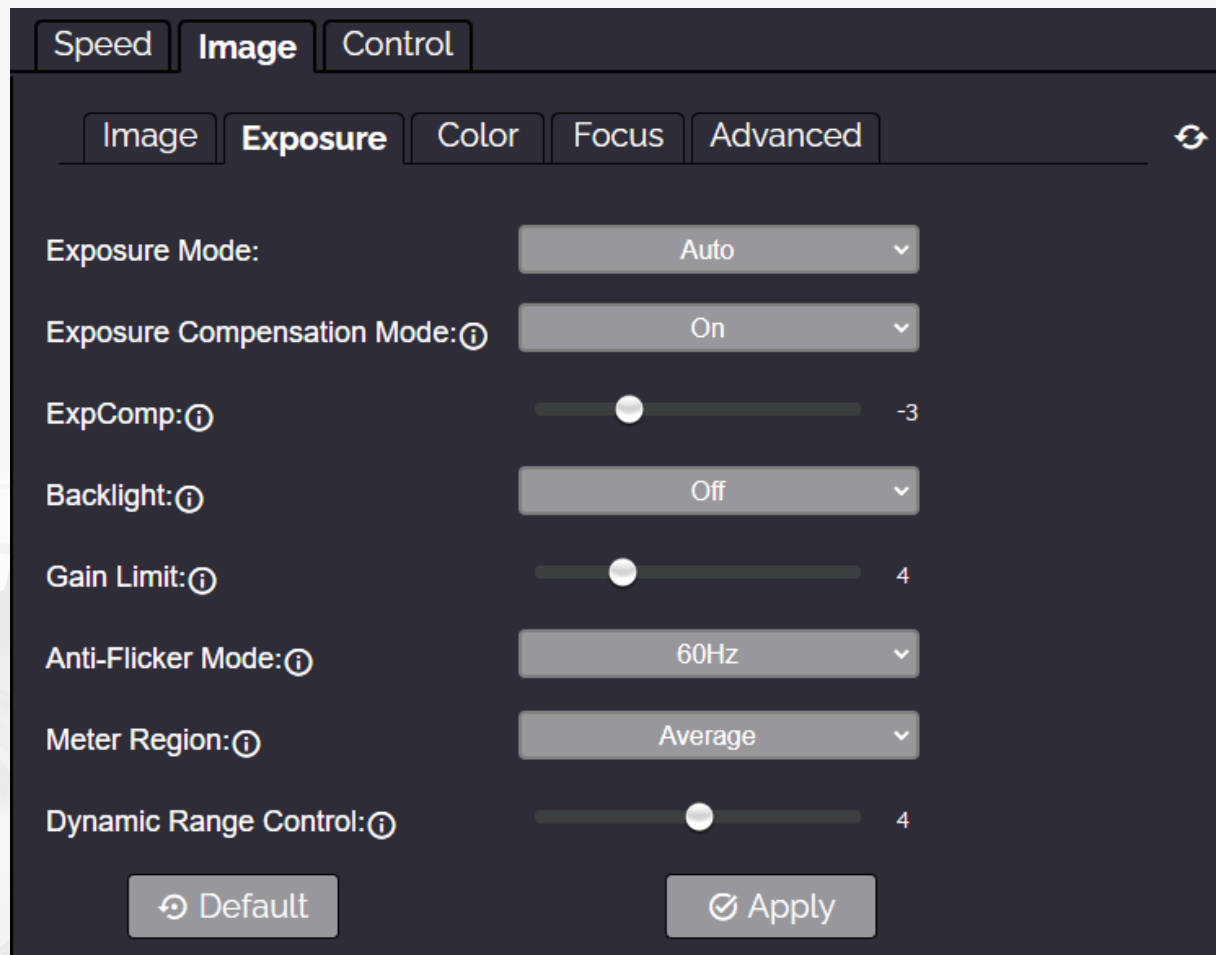 Speed Image Control
Image Exposure Color Focus Advanced
Exposure Mode: Auto
Exposure Compensation Mode: On
ExpComp: -3
Backlight: Off
Gain Limit: 4
Anti-Flicker Mode: 60Hz
Meter Region: Average
Dynamic Range Control: 4
Default Apply